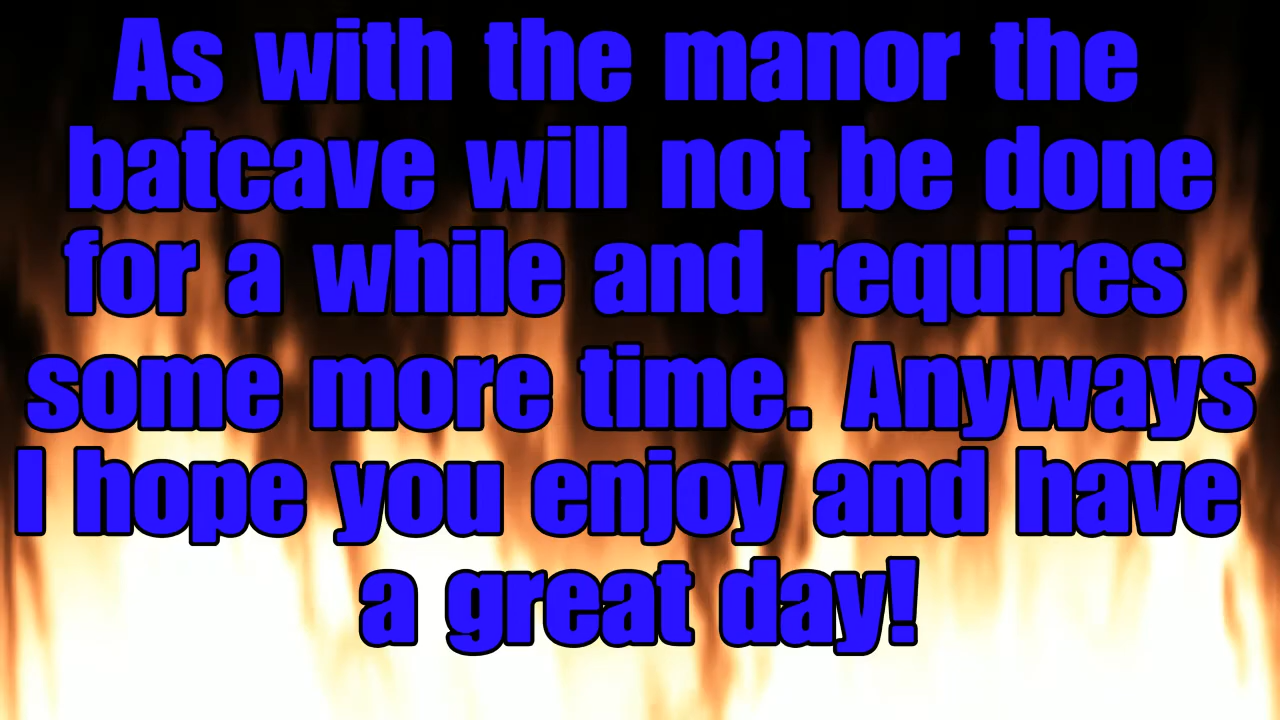 As with the manor the
batcave will not be done
for a while and requires
some more time. Anyways
I hope you enjoy and have
a great day!